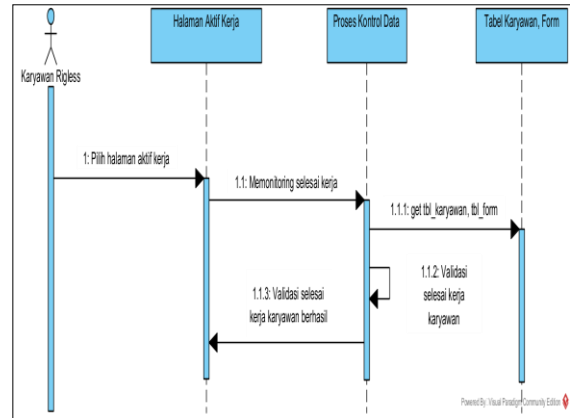 Halaman Aktif Kerja
Proses Kontrol Data
Tabel Karyawan, Form
Karyawan Rigless
1: Pilih halaman aktif kerja
1.1: Memonitoring selesai kerja
1.1.1: get tbl_karyawan, tbl_form
1.1.2: Validasi
selesai kerja
karyawan
1.1.3: Validasi selesai
kerja karyawan berhasil
Powered By: Visual Paradigm Community Edition